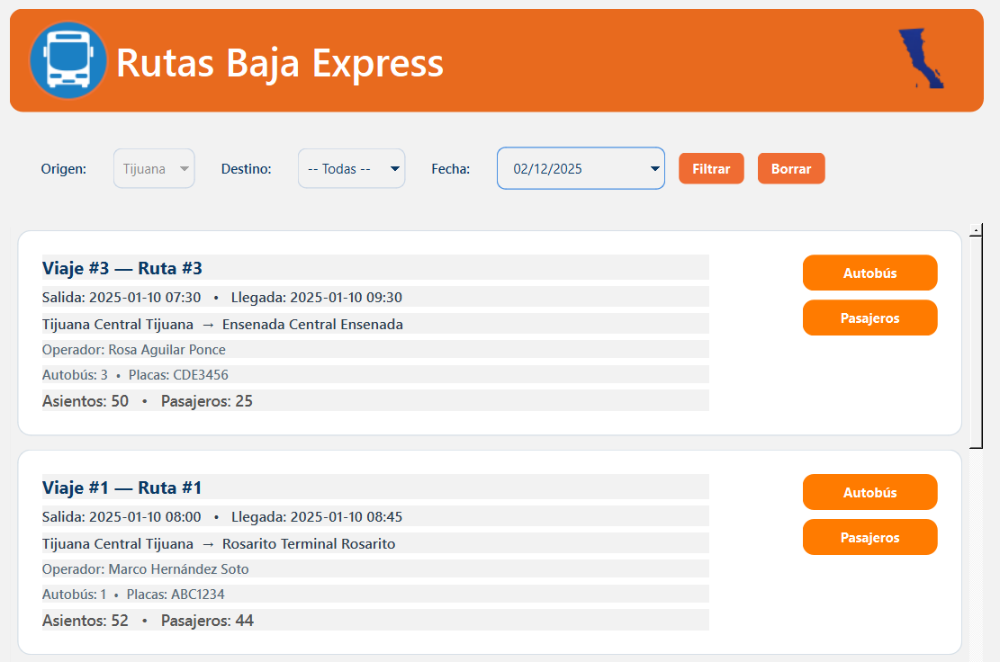 Rutas Baja Express
Origen: Tijuana Destino: -- Todas -- Fecha: 02/12/2025 Filtrar Borrar
Viaje #3 — Ruta #3
Autobús
Salida: 2025-01-10 07:30 • Llegada: 2025-01-10 09:30
Tijuana Central Tijuana → Ensenada Central Ensenada
Pasajeros
Operador: Rosa Aguilar Ponce
Autobús: 3 • Placas: CDE3456
Asientos: 50 • Pasajeros: 25
Viaje #1 — Ruta #1
Autobús
Salida: 2025-01-10 08:00 • Llegada: 2025-01-10 08:45
Tijuana Central Tijuana → Rosarito Terminal Rosarito
Pasajeros
Operador: Marco Hernández Soto
Autobús: 1 • Placas: ABC1234
Asientos: 52 • Pasajeros: 44